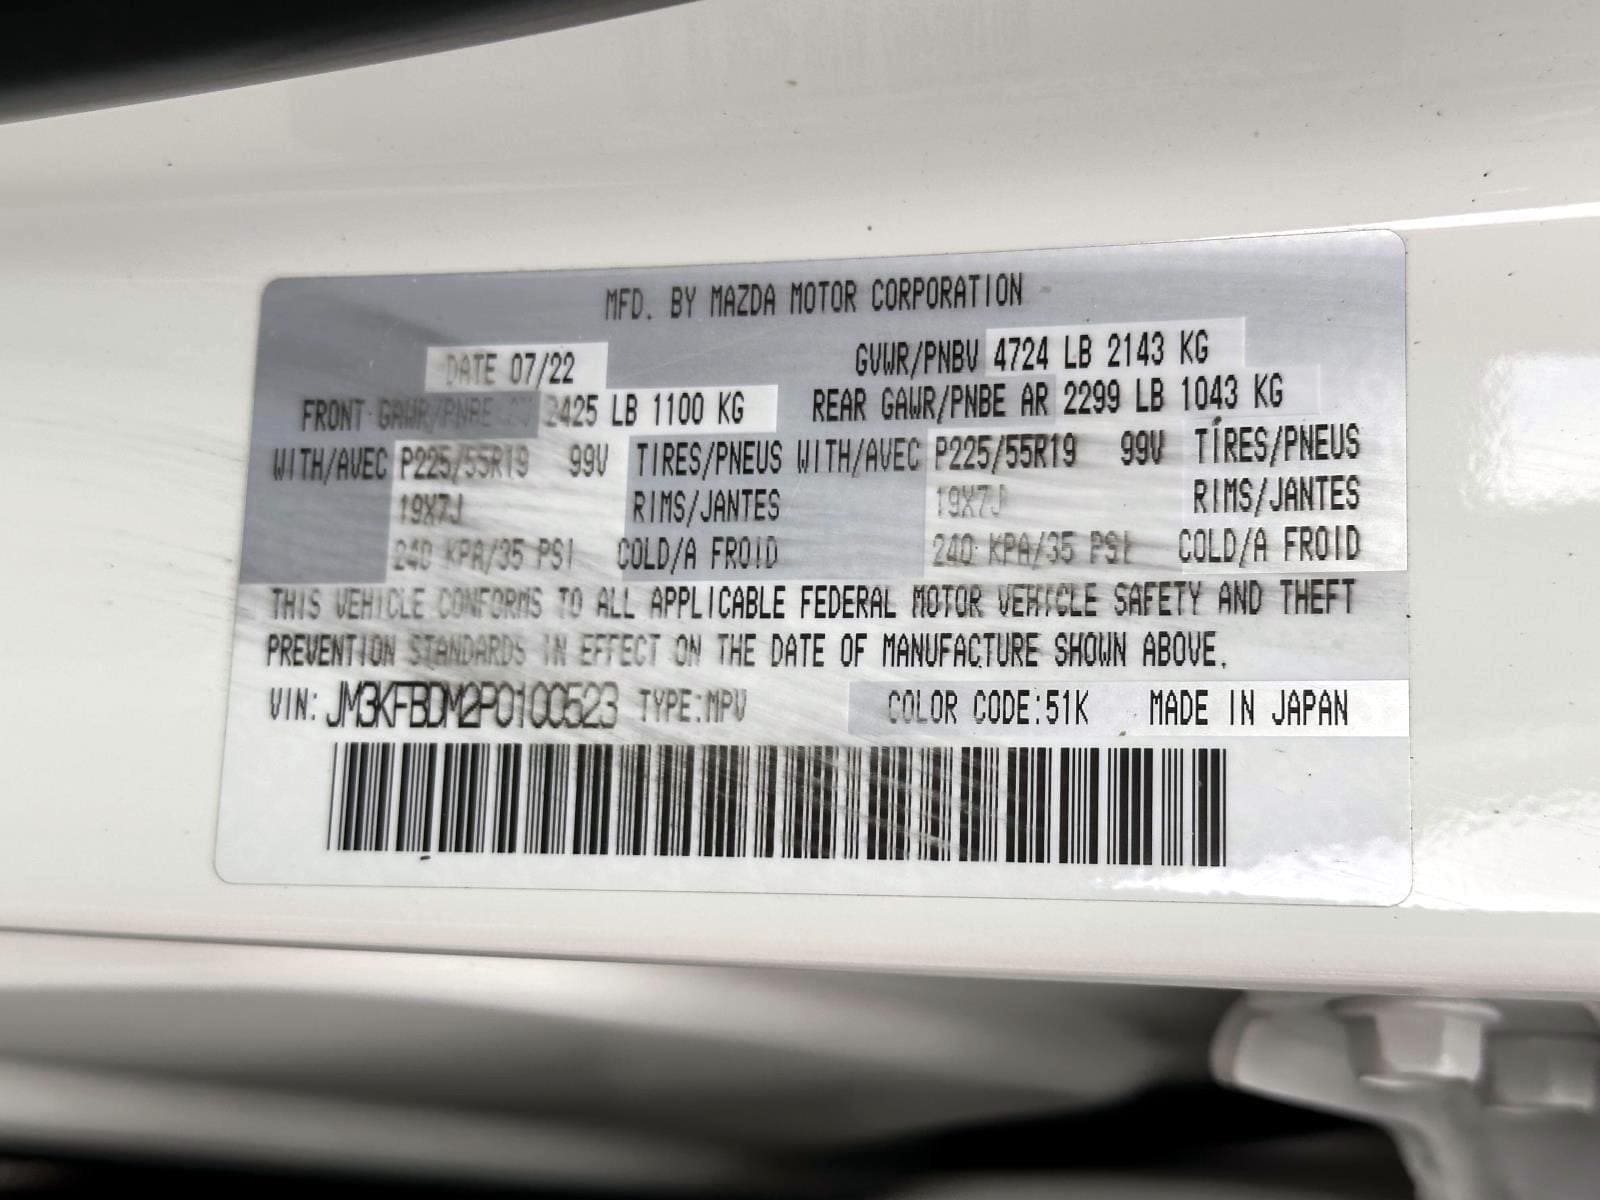 MFD. BY MAZDA MOTOR CORPORATION
DATE 07/22 GVWR/PNBV 4724 LB 2143 KG
FRONT GAWR/PNBE AV 2425 LB 1100 KG REAR GAWR/PNBE AR 2299 LB 1043 KG
WITH/AVEC P225/55R19 99V TIRES/PNEUS WITH/AVEC P225/55R19 99V TIRES/PNEUS
19X7J RIMS/JANTES 19X7J RIMS/JANTES
240 KPA/35 PSI COLD/A FROID 240 KPA/35 PSI COLD/A FROID
THIS VEHICLE CONFORMS TO ALL APPLICABLE FEDERAL MOTOR VEHICLE SAFETY AND THEFT
PREVENTION STANDARDS IN EFFECT ON THE DATE OF MANUFACTURE SHOWN ABOVE.
VIN: JM3KFBDM2P0100523 TYPE:MPV COLOR CODE:51K MADE IN JAPAN